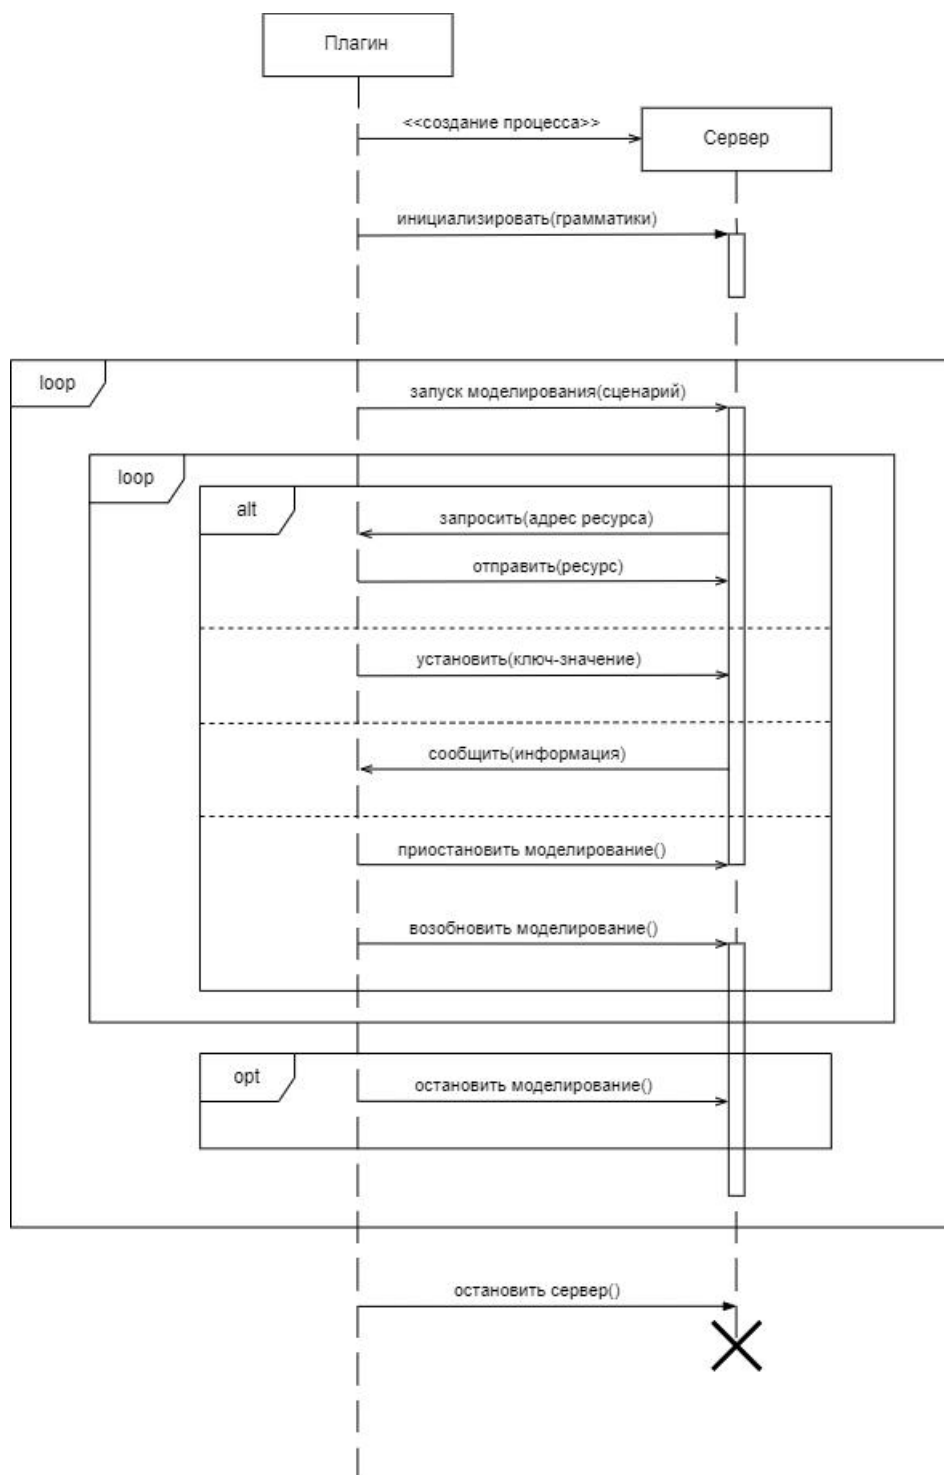 Плагин
<<создание процесса>>
Сервер
инициализировать(грамматики)
loop
запуск моделирования(сценарий)
loop
alt
запросить(адрес ресурса)
отправить(ресурс)
установить(ключ-значение)
сообщить(информация)
приостановить моделирование()
возобновить моделирование()
opt
остановить моделирование()
остановить сервер()